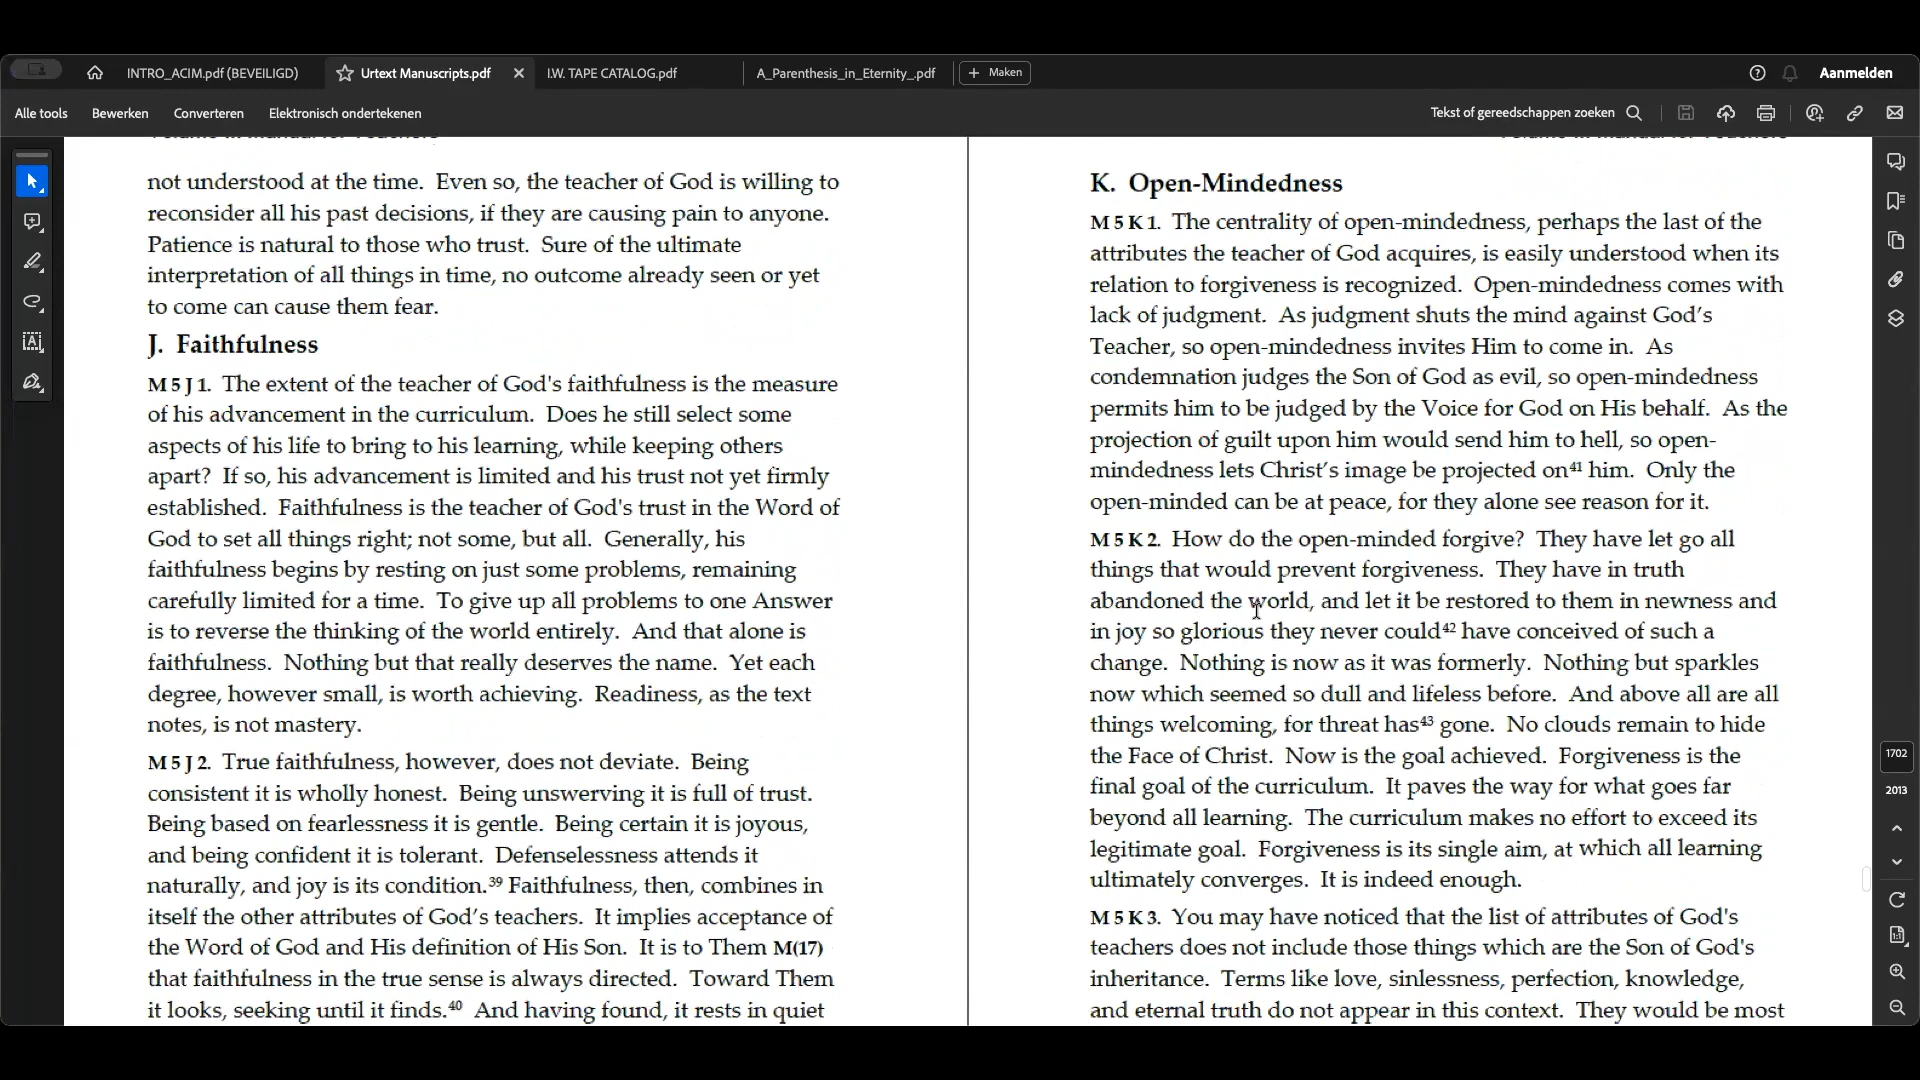 INTRO_ACIM.pdf (BEVEILIGD)
Urtext Manuscripts.pdf
I.W. TAPE CATALOG.pdf
A_Parenthesis_in_Eternity_.pdf
Maken
Aanmelden
Alle tools
Bewerken
Converteren
Elektronisch ondertekenen
Tekst of gereedschappen zoeken
not understood at the time. Even so, the teacher of God is willing to
reconsider all his past decisions, if they are causing pain to anyone.
Patience is natural to those who trust. Sure of the ultimate
interpretation of all things in time, no outcome already seen or yet
to come can cause them fear.
J. Faithfulness
M 5 J 1. The extent of the teacher of God's faithfulness is the measure
of his advancement in the curriculum. Does he still select some
aspects of his life to bring to his learning, while keeping others
apart? If so, his advancement is limited and his trust not yet firmly
established. Faithfulness is the teacher of God's trust in the Word of
God to set all things right; not some, but all. Generally, his
faithfulness begins by resting on just some problems, remaining
carefully limited for a time. To give up all problems to one Answer
is to reverse the thinking of the world entirely. And that alone is
faithfulness. Nothing but that really deserves the name. Yet each
degree, however small, is worth achieving. Readiness, as the text
notes, is not mastery.
M 5 J 2. True faithfulness, however, does not deviate. Being
consistent it is wholly honest. Being unswerving it is full of trust.
Being based on fearlessness it is gentle. Being certain it is joyous,
and being confident it is tolerant. Defenselessness attends it
naturally, and joy is its condition.³⁹ Faithfulness, then, combines in
itself the other attributes of God’s teachers. It implies acceptance of
the Word of God and His definition of His Son. It is to Them M(17)
that faithfulness in the true sense is always directed. Toward Them
it looks, seeking until it finds.⁴⁰ And having found, it rests in quiet
K. Open-Mindedness
M 5 K 1. The centrality of open-mindedness, perhaps the last of the
attributes the teacher of God acquires, is easily understood when its
relation to forgiveness is recognized. Open-mindedness comes with
lack of judgment. As judgment shuts the mind against God’s
Teacher, so open-mindedness invites Him to come in. As
condemnation judges the Son of God as evil, so open-mindedness
permits him to be judged by the Voice for God on His behalf. As the
projection of guilt upon him would send him to hell, so open-
mindedness lets Christ’s image be projected on⁴¹ him. Only the
open-minded can be at peace, for they alone see reason for it.
M 5 K 2. How do the open-minded forgive? They have let go all
things that would prevent forgiveness. They have in truth
abandoned the world, and let it be restored to them in newness and
in joy so glorious they never could⁴² have conceived of such a
change. Nothing is now as it was formerly. Nothing but sparkles
now which seemed so dull and lifeless before. And above all are all
things welcoming, for threat has⁴³ gone. No clouds remain to hide
the Face of Christ. Now is the goal achieved. Forgiveness is the
final goal of the curriculum. It paves the way for what goes far
beyond all learning. The curriculum makes no effort to exceed its
legitimate goal. Forgiveness is its single aim, at which all learning
ultimately converges. It is indeed enough.
M 5 K 3. You may have noticed that the list of attributes of God's
teachers does not include those things which are the Son of God's
inheritance. Terms like love, sinlessness, perfection, knowledge,
and eternal truth do not appear in this context. They would be most
1702
2013